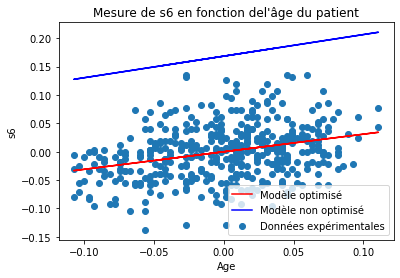 Mesure de s6 en fonction del'âge du patient
0.20
0.15
0.10
0.05
0.00
−0.05
−0.10
−0.15
s6
Modèle optimisé
Modèle non optimisé
Données expérimentales
−0.10
−0.05
0.00
0.05
0.10
Age